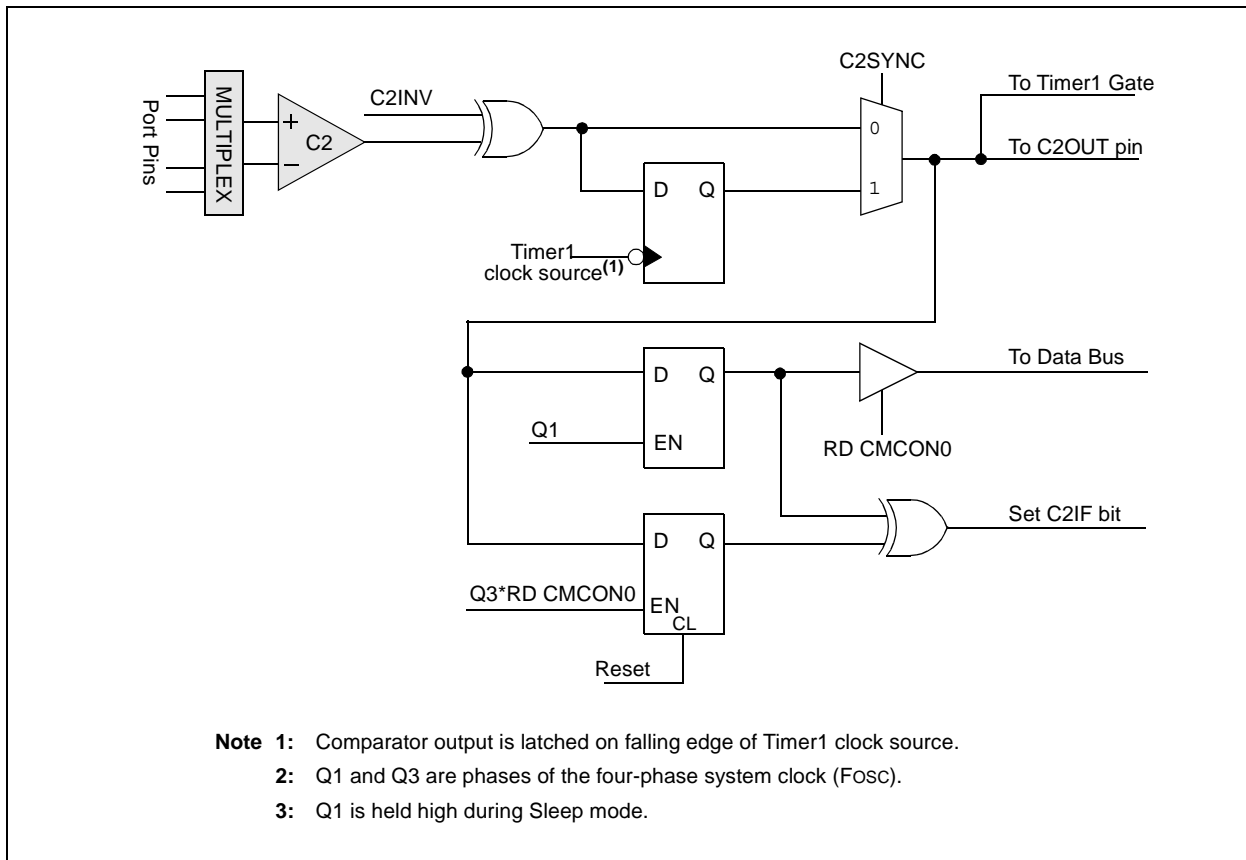 C2SYNC
To Timer1 Gate
Port Pins
MULTIPLEX
C2INV
+
C2
–
0
To C2OUT pin
D Q
1
Timer1
clock source(1)
To Data Bus
D Q
Q1
EN
RD CMCON0
Set C2IF bit
D Q
Q3*RD CMCON0
EN
CL
Reset
Note 1: Comparator output is latched on falling edge of Timer1 clock source.
2: Q1 and Q3 are phases of the four-phase system clock (FOSC).
3: Q1 is held high during Sleep mode.